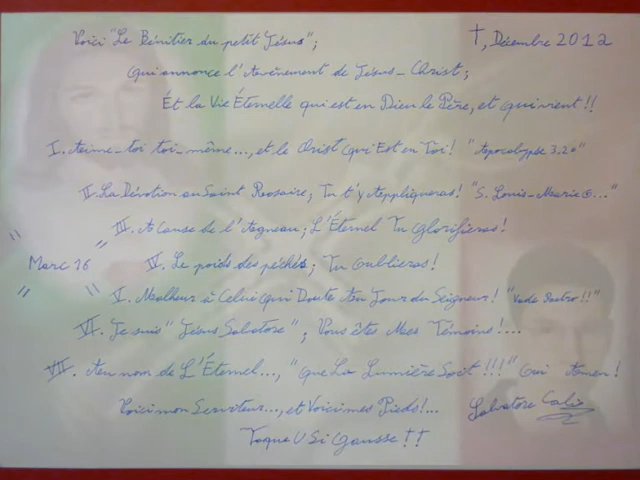 Voici "Le Bénitier du petit Jésus";
✝, Décembre 2012
Qui annonce l'Avènement de Jésus-Christ;
Et la Vie Éternelle qui est en Dieu le Père, et qui vient!!
I. Aime-toi toi-même..., et le Christ qui Est en Toi! "Apocalypse 3.20"
II. La Dévotion au Saint Rosaire, Tu t'y Appliqueras! "S. Louis-Marie G..."
III. A Cause de l'Agneau; L'Éternel Tu Glorifieras!
" Marc 16 "
IV. Le poids des péchés; Tu Oublieras!
V. Malheur à Celui qui Doute au Jour du Seigneur! "Vade Retro!!"
VI. Je suis "Jésus Salvatore"; Vous êtes Mes Témoins!...
VII. Au nom de L'Éternel..., "Que La Lumière Soit!!!" Oui Amen!
Voici mon Serviteur..., et Voici mes Pieds!...
Salvatore